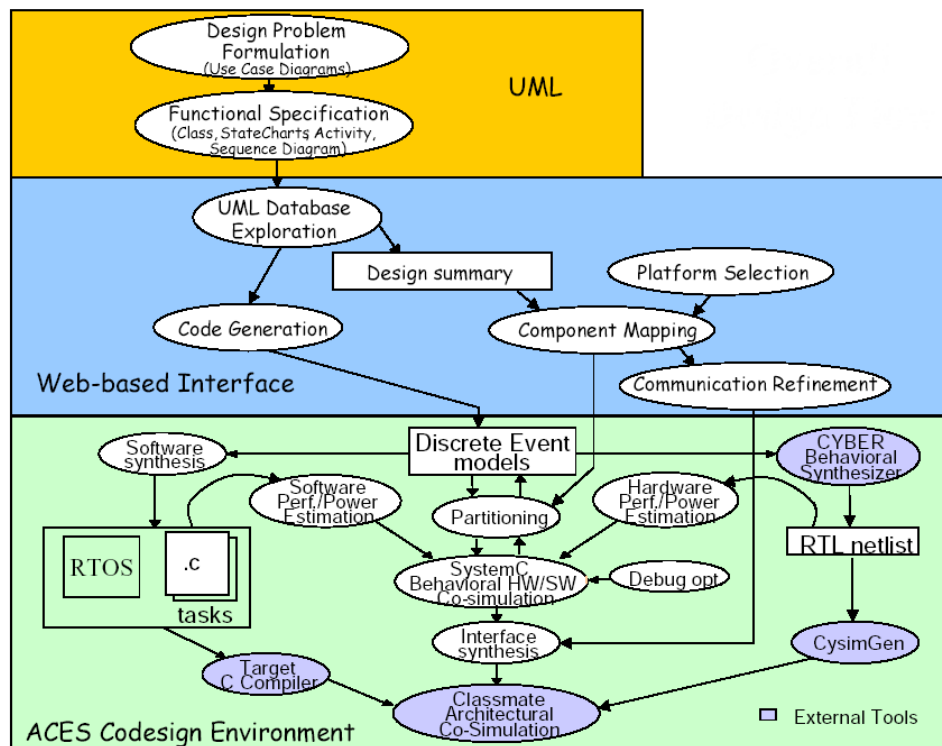 Design Problem
Formulation
(Use Case Diagrams)
UML
Functional Specification
(Class, StateCharts, Activity,
Sequence Diagram)
UML Database
Exploration
Design summary
Platform Selection
Code Generation
Component Mapping
Web-based Interface
Communication Refinement
Software
synthesis
Discrete Event
models
CYBER
Behavioral
Synthesizer
Software
Perf./Power
Estimation
Hardware
Perf./Power
Estimation
Partitioning
RTOS
.c
tasks
RTL netlist
SystemC
Behavioral HW/SW
Co-simulation
Debug opt
Interface
synthesis
CysimGen
Target
C Compiler
Classmate
Architectural
Co-Simulation
External Tools
ACES Codesign Environment